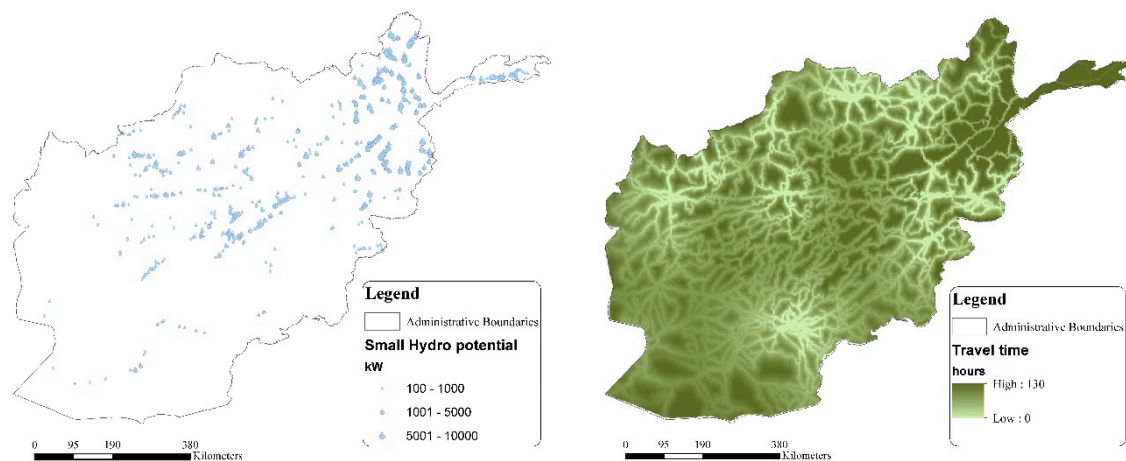 Legend
Administrative Boundaries
Small Hydro potential
kW
100 - 1000
1001 - 5000
5001 - 10000
0 95 190 380
Kilometers
Legend
Administrative Boundaries
Travel time
hours
High : 130
Low : 0
0 95 190 380
Kilometers